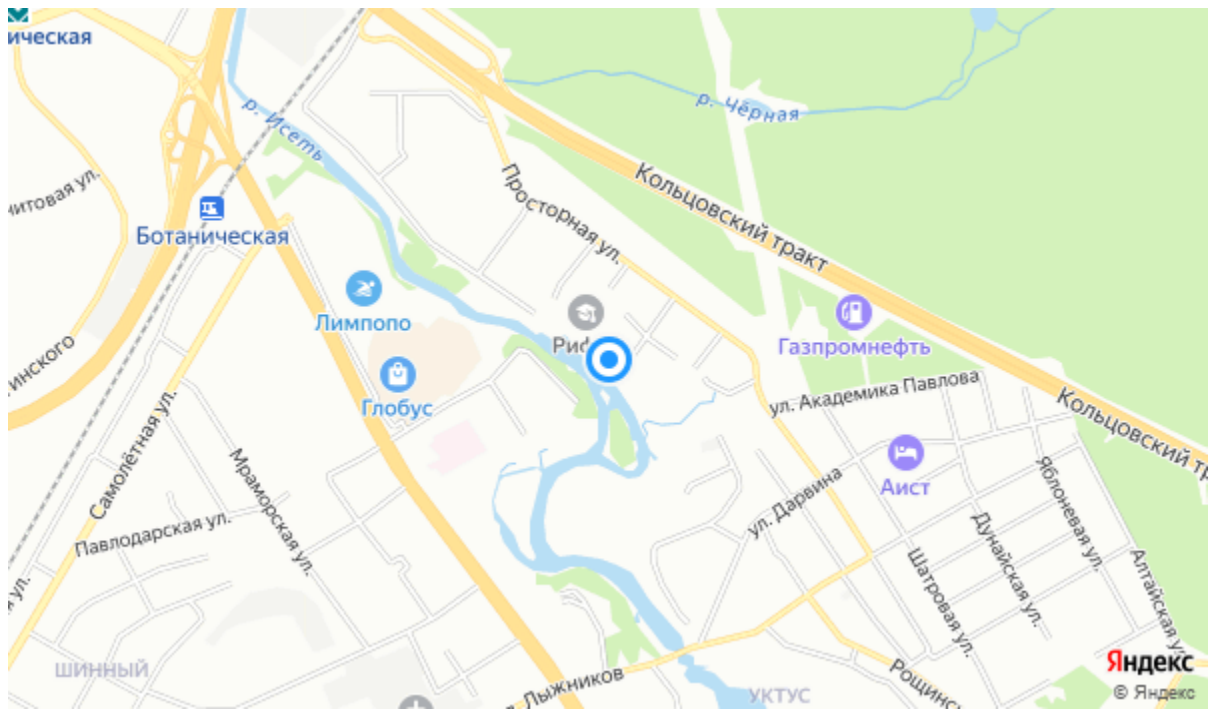 ическая
р. Исеть
р. Чёрная
Кольцовский тракт
Просторная ул.
нитовая ул.
Ботаническая
Лимпопо
Риф
Газпромнефть
Глобус
инского
ул. Академика Павлова
Кольцовский тр
Самолётная ул.
Мраморская ул.
Аист
Яблоневая ул.
ул. Дарвина
Павлодарская ул.
Дунайская ул.
Шатровая ул.
Алтайская ул.
я ул.
шинный
Лыжников
уктус
Рощинс
Яндекс
© Яндекс